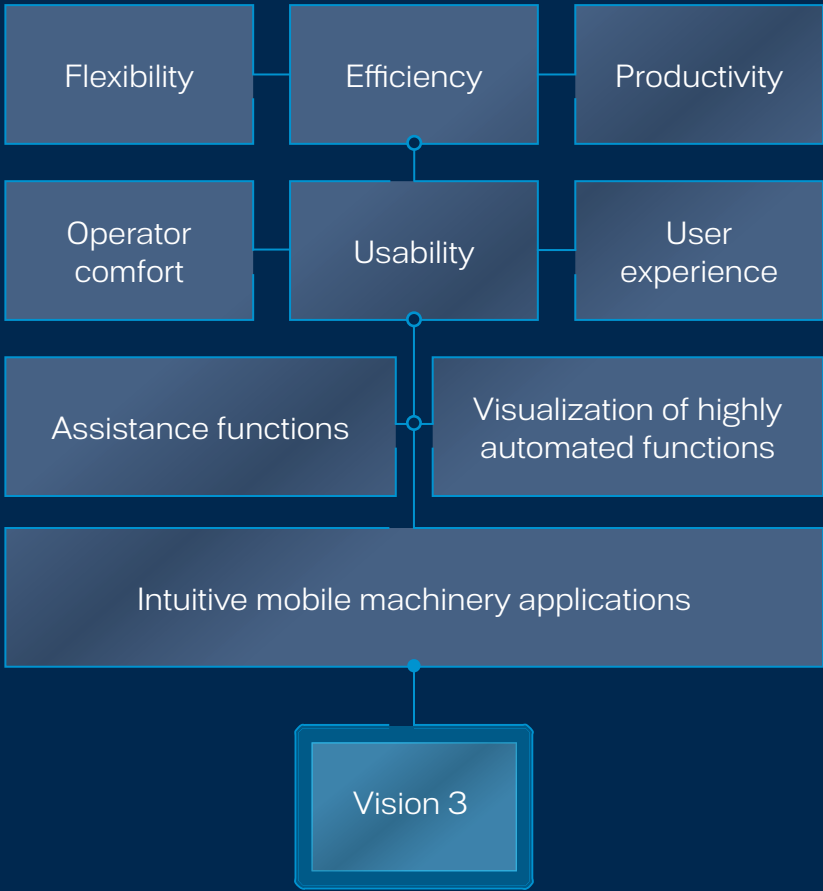 Flexibility
Efficiency
Productivity
Operator
comfort
Usability
User
experience
Assistance functions
Visualization of highly
automated functions
Intuitive mobile machinery applications
Vision 3